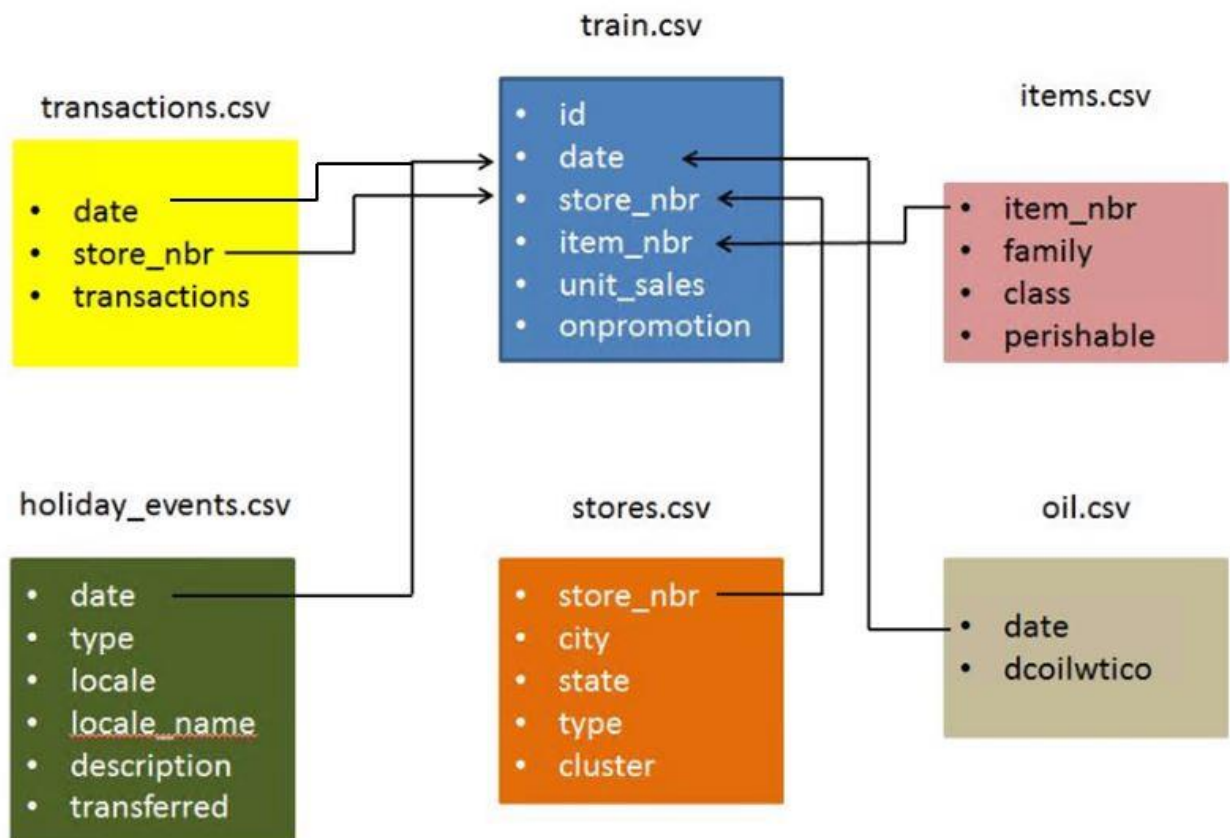 train.csv
• id
• date
• store_nbr
• item_nbr
• unit_sales
• onpromotion
transactions.csv
• date
• store_nbr
• transactions
items.csv
• item_nbr
• family
• class
• perishable
holiday_events.csv
• date
• type
• locale
• locale_name
• description
• transferred
stores.csv
• store_nbr
• city
• state
• type
• cluster
oil.csv
• date
• dcoilwtico